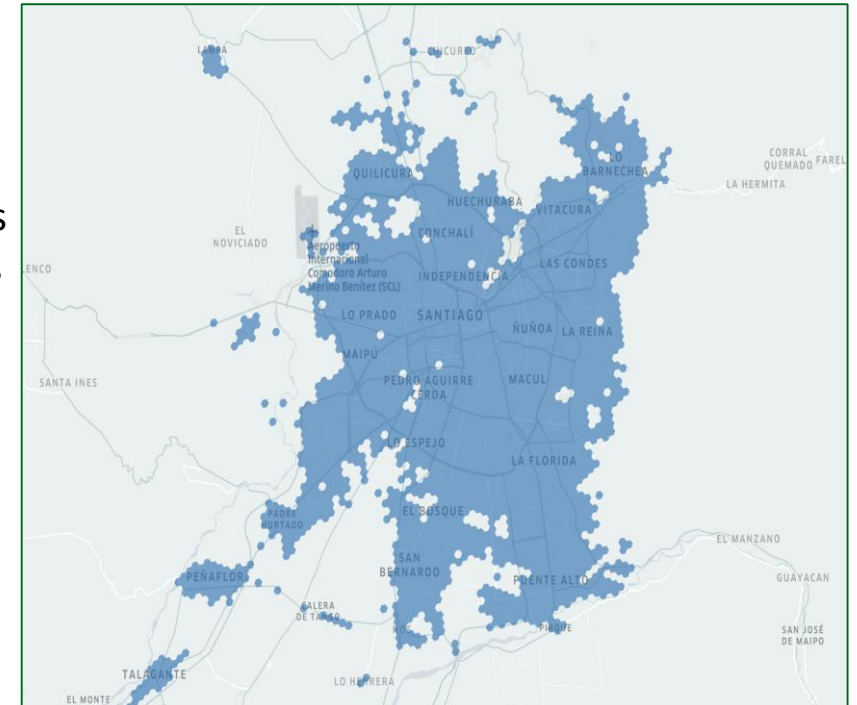 LAMPA
CHICUREO
CORRAL
QUEMADO
FAREL
LO
BARNECHEA
LA HERMITA
QUILICURA
HUECHURABA
VITACURA
S
EL
NOVICIADO
CONCHALÍ
Aeropuerto
Internacional
Comodoro Arturo
Merino Benítez (SCL)
LAS CONDES
ENCO
INDEPENDENCIA
LO PRADO
SANTIAGO
ÑUÑOA
LA REINA
MAIPÚ
SANTA INES
PEDRO AGUIRRE
CERDA
MACUL
LO ESPEJO
LA FLORIDA
EL BOSQUE
PADRE
HURTADO
EL MANZANO
SAN
BERNARDO
PEÑAFLOR
PUENTE ALTO
GUAYACAN
CALERA
DE TANGO
PIRQUE
SAN JOSÉ
DE MAIPO
TALAGANTE
LO HERRERA
EL MONTE